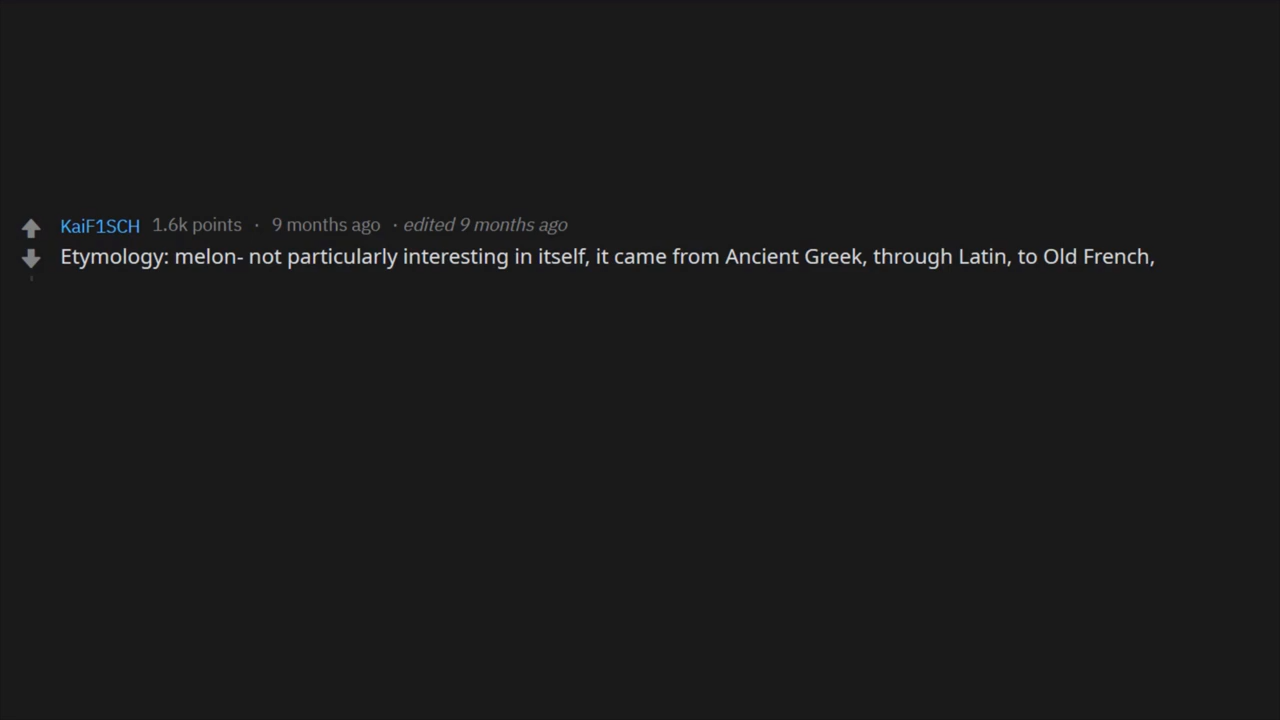 KaiF1SCH 1.6k points · 9 months ago · edited 9 months ago
Etymology: melon- not particularly interesting in itself, it came from Ancient Greek, through Latin, to Old French,